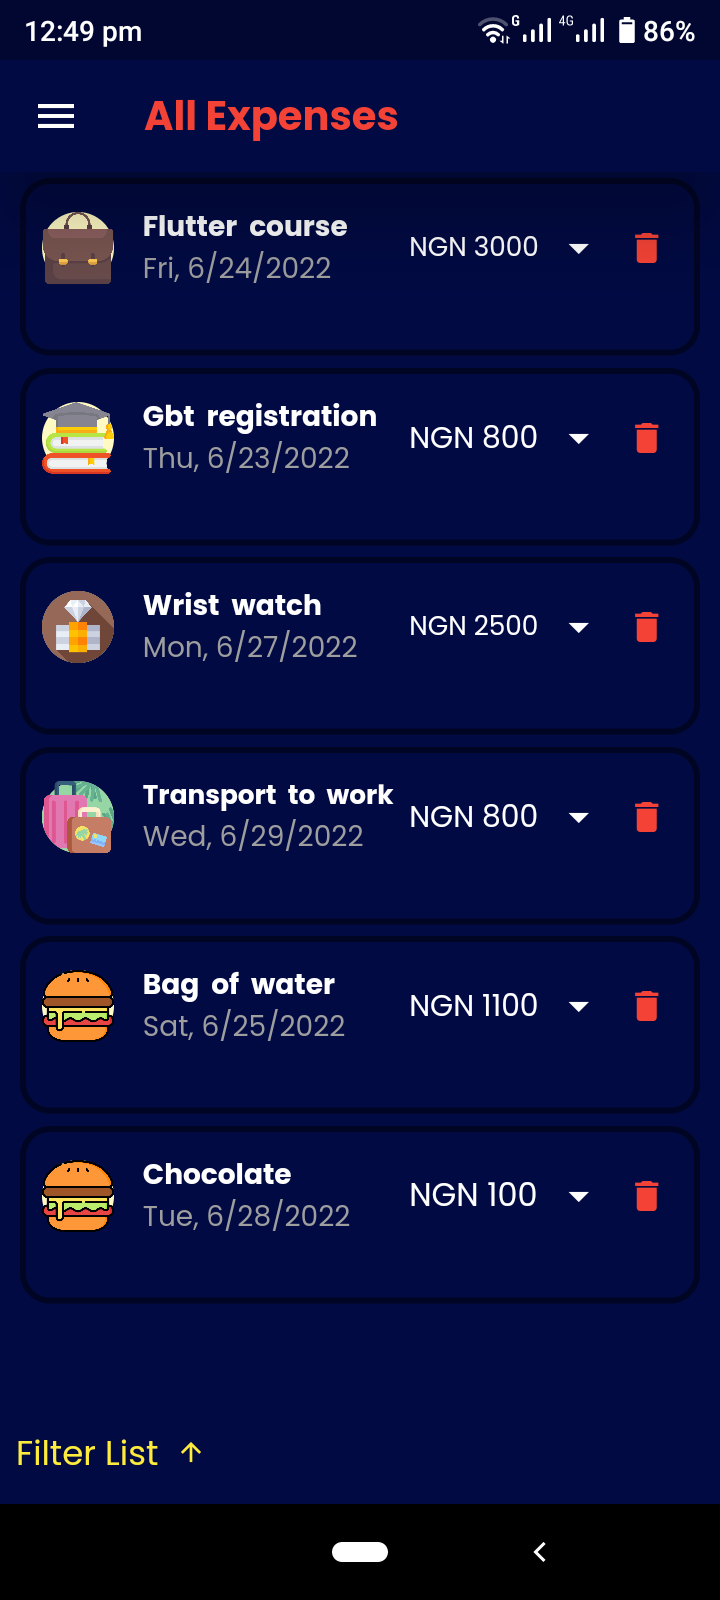 12:49 pm G 4G 86%
All Expenses
Flutter course
Fri, 6/24/2022
NGN 3000
Gbt registration
Thu, 6/23/2022
NGN 800
Wrist watch
Mon, 6/27/2022
NGN 2500
Transport to work
Wed, 6/29/2022
NGN 800
Bag of water
Sat, 6/25/2022
NGN 1100
Chocolate
Tue, 6/28/2022
NGN 100
Filter List